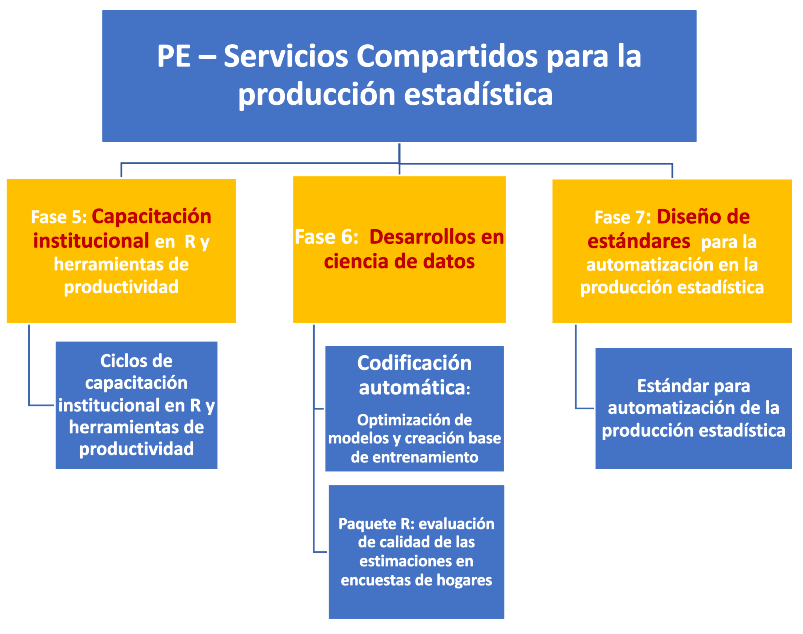 PE – Servicios Compartidos para la
producción estadística
Fase 5: Capacitación
institucional en R y
herramientas de
productividad
Fase 6: Desarrollos en
ciencia de datos
Fase 7: Diseño de
estándares para la
automatización en la
producción estadística
Ciclos de
capacitación
institucional en R y
herramientas de
productividad
Codificación
automática:
Optimización de
modelos y creación base
de entrenamiento
Paquete R: evaluación
de calidad de las
estimaciones en
encuestas de hogares
Estándar para
automatización de la
producción estadística